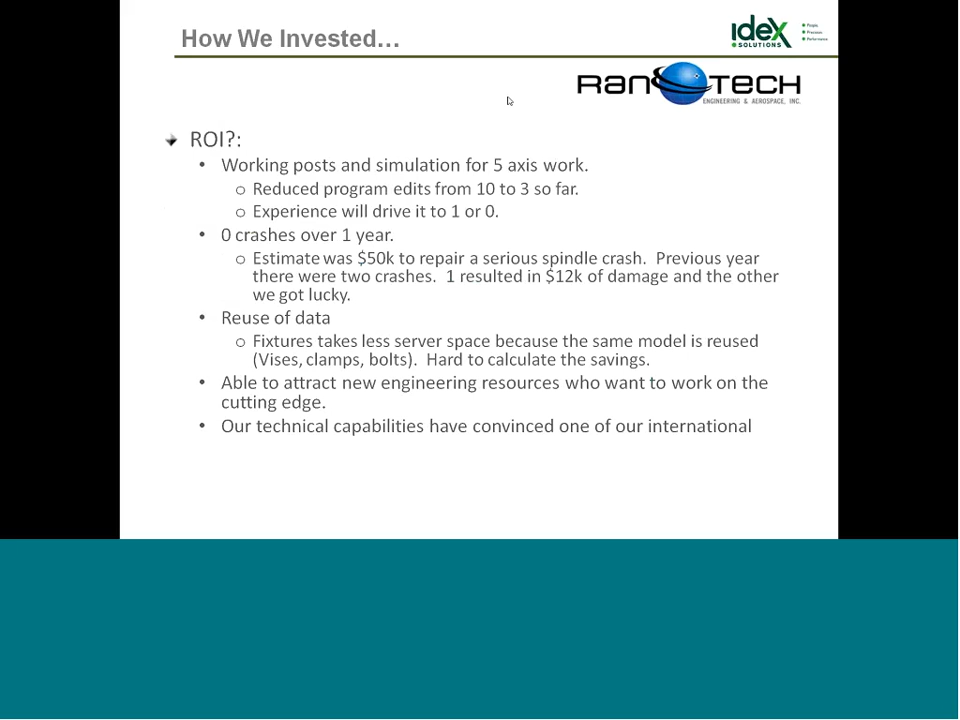 How We Invested...
ideX
SOLUTIONS
People
Processes
Performance
RAN TECH
ENGINEERING & AEROSPACE, INC.
ROI?:
• Working posts and simulation for 5 axis work.
o Reduced program edits from 10 to 3 so far.
o Experience will drive it to 1 or 0.
• 0 crashes over 1 year.
o Estimate was $50k to repair a serious spindle crash. Previous year
there were two crashes. 1 resulted in $12k of damage and the other
we got lucky.
• Reuse of data
o Fixtures takes less server space because the same model is reused
(Vises, clamps, bolts). Hard to calculate the savings.
• Able to attract new engineering resources who want to work on the
cutting edge.
• Our technical capabilities have convinced one of our international